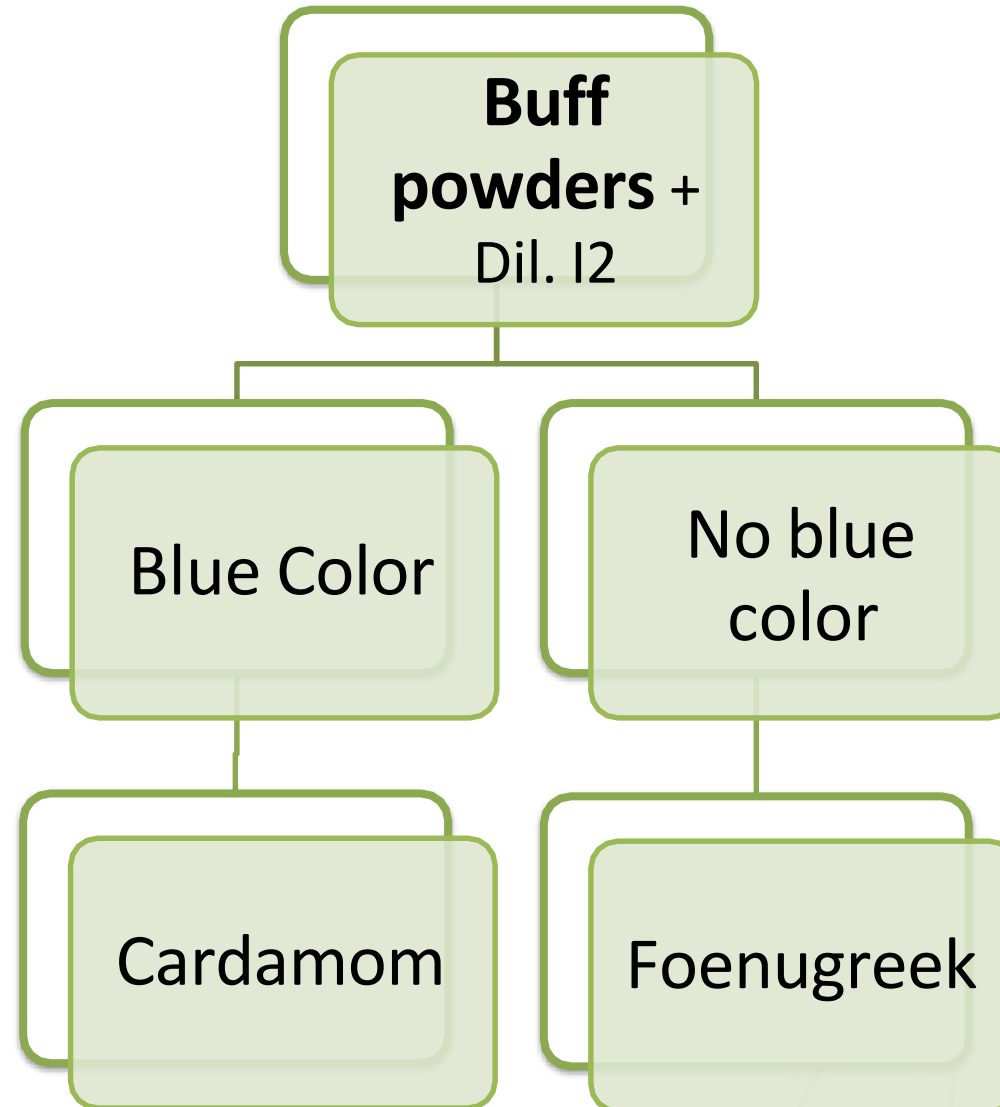 Buff
powders +
Dil. I2
Blue Color
No blue
color
Cardamom
Foenugreek